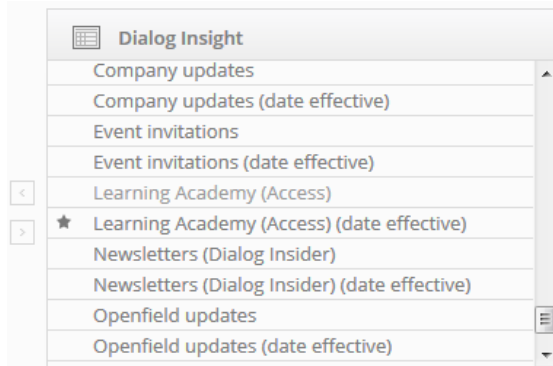 Dialog Insight
Company updates
Company updates (date effective)
Event invitations
Event invitations (date effective)
Learning Academy (Access)
Learning Academy (Access) (date effective)
Newsletters (Dialog Insider)
Newsletters (Dialog Insider) (date effective)
Openfield updates
Openfield updates (date effective)